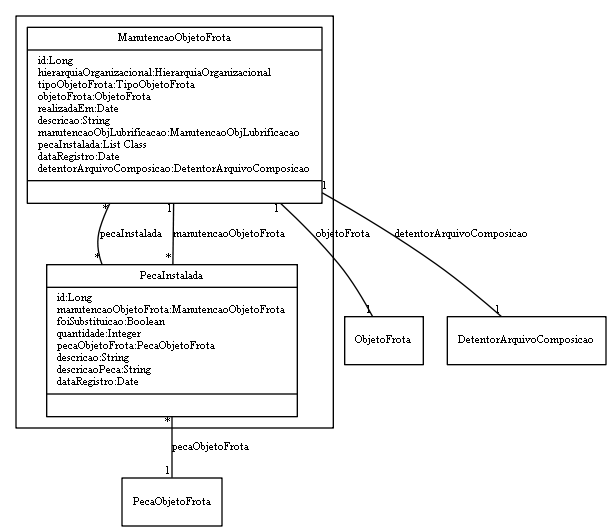 ManutencaoObjetoFrota
id:Long
hierarquiaOrganizacional:HierarquiaOrganizacional
tipoObjetoFrota:TipoObjetoFrota
objetoFrota:ObjetoFrota
realizadaEm:Date
descricao:String
manutencaoObjLubrificacao:ManutencaoObjLubrificacao
pecaInstalada:List Class
dataRegistro:Date
detentorArquivoComposicao:DetentorArquivoComposicao
* 1 1 1
pecaInstalada manutencaoObjetoFrota objetoFrota detentorArquivoComposicao
* *
PecaInstalada
id:Long
manutencaoObjetoFrota:ManutencaoObjetoFrota
foiSubstituicao:Boolean
quantidade:Integer
pecaObjetoFrota:PecaObjetoFrota
descricao:String
descricaoPeca:String
dataRegistro:Date
1 1
ObjetoFrota DetentorArquivoComposicao
*
pecaObjetoFrota
1
PecaObjetoFrota